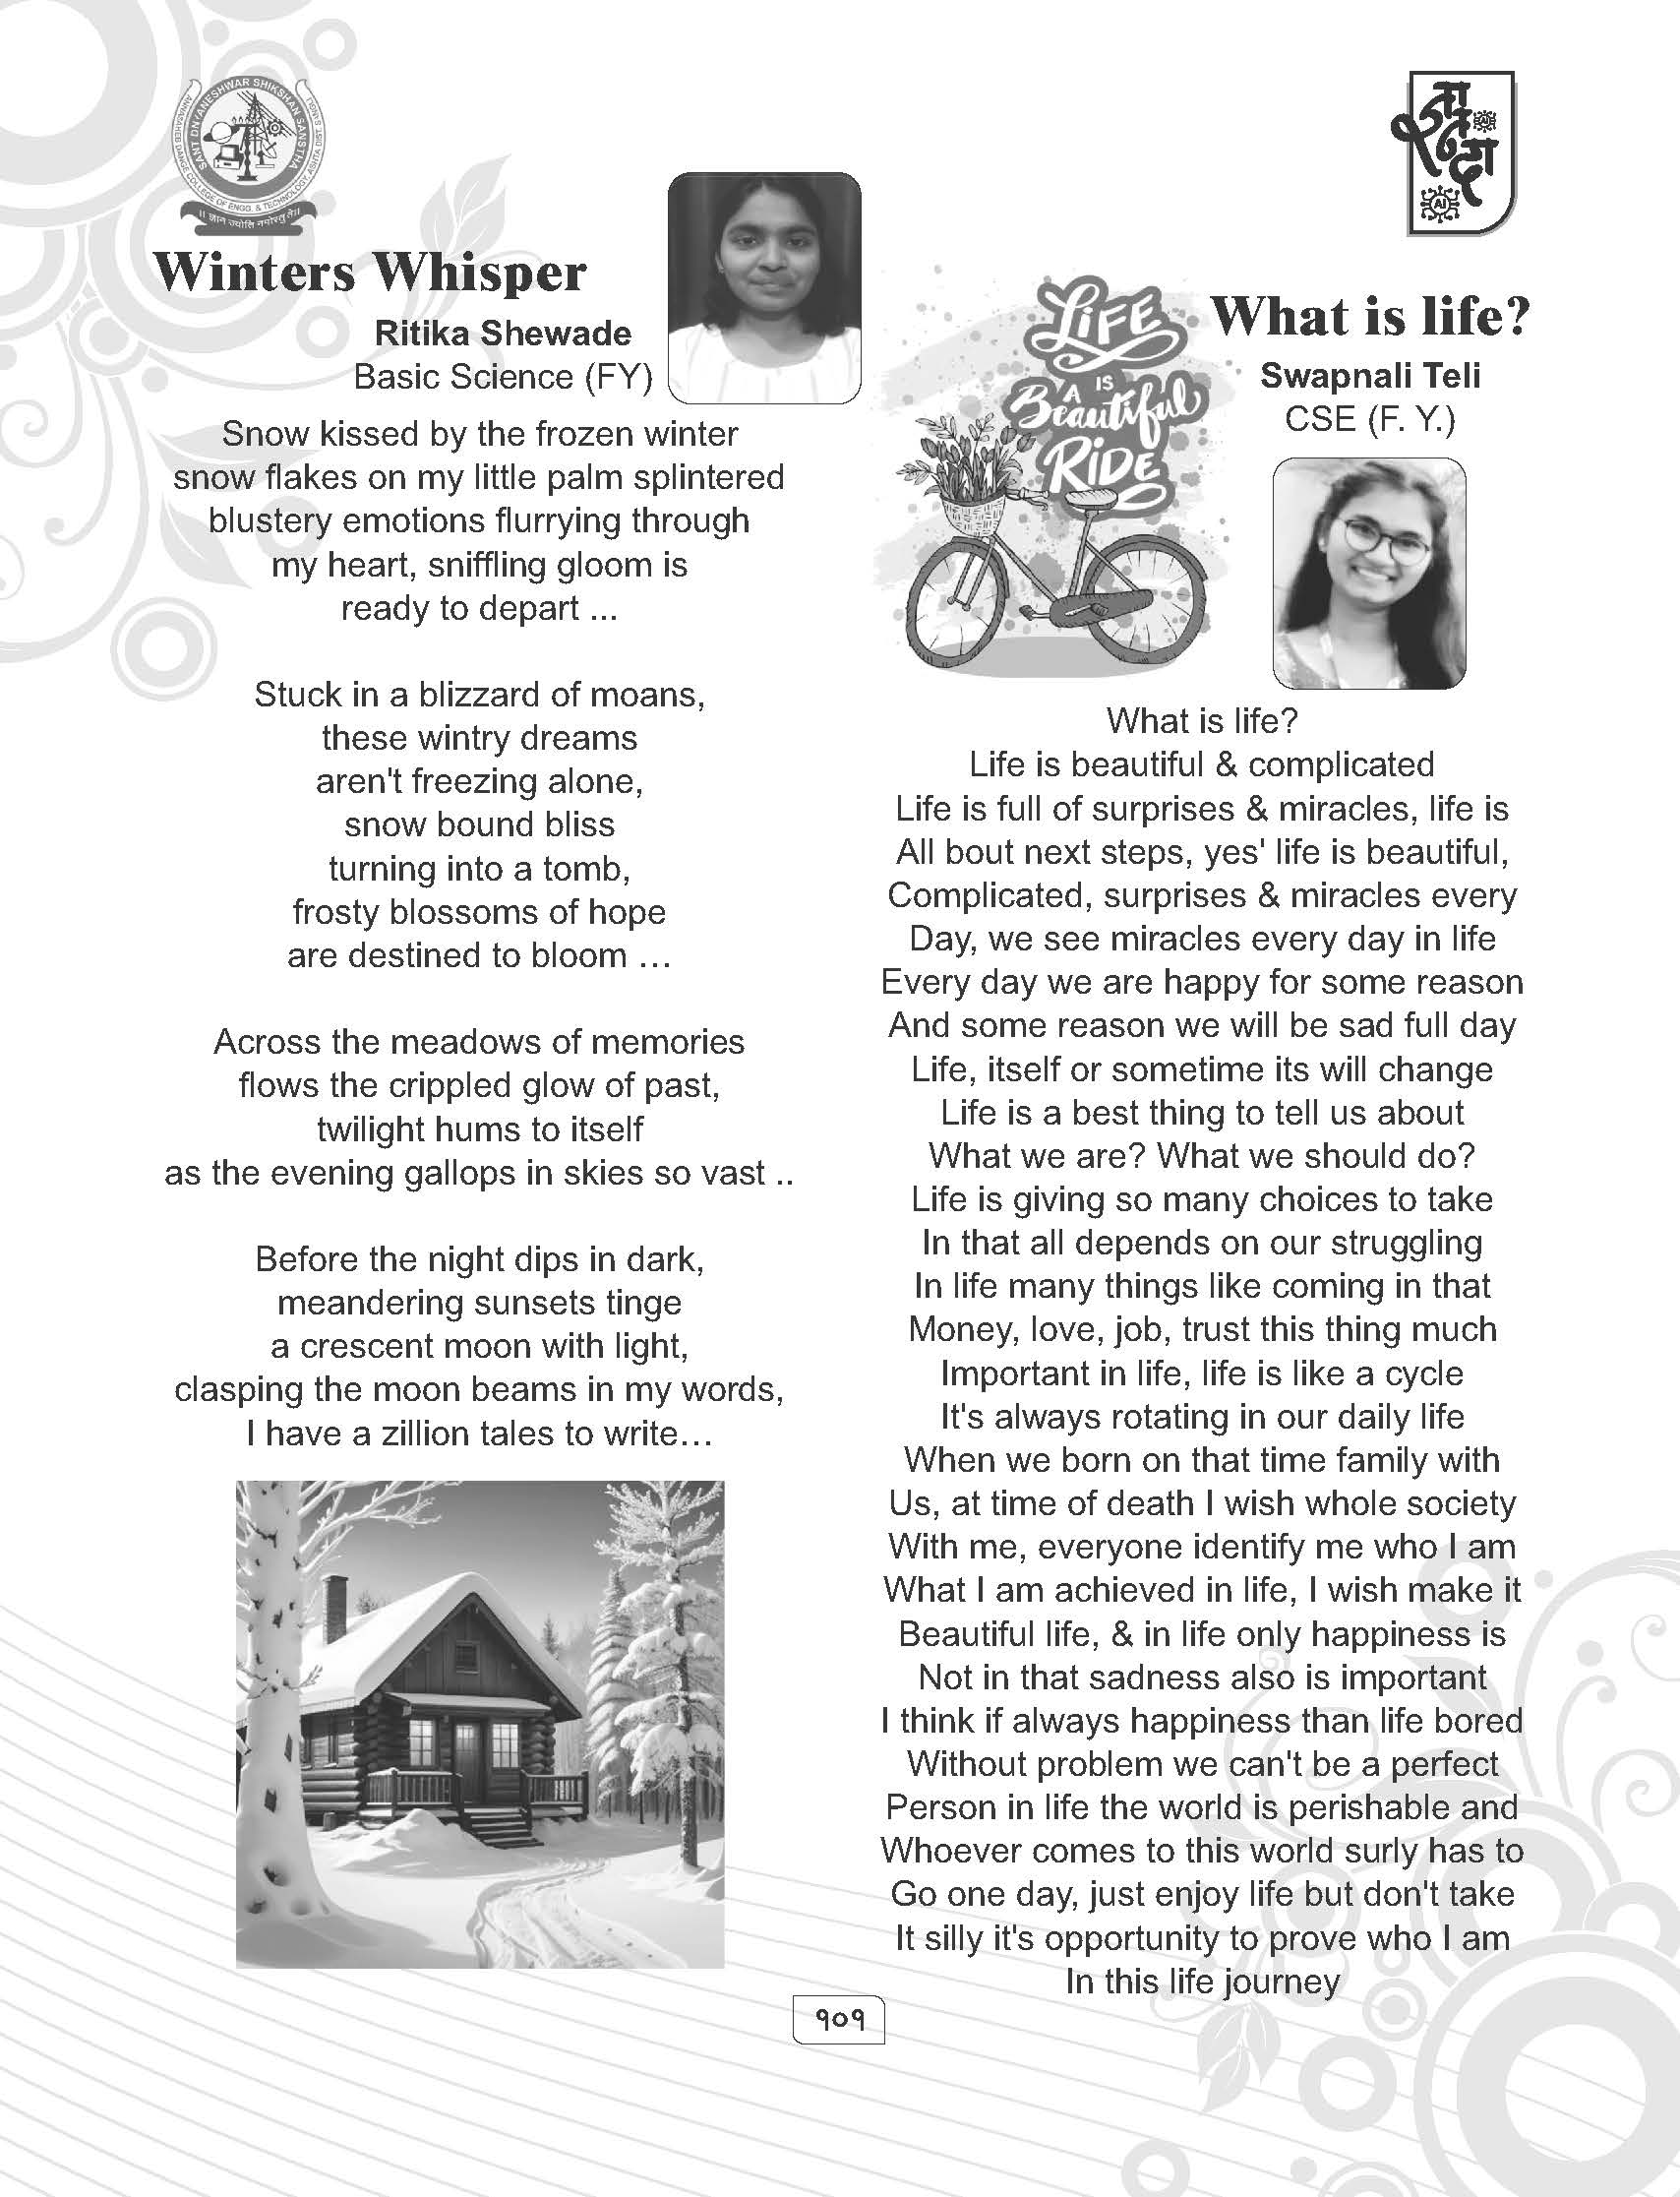 SANT DNYANESHWAR SHIKSHAN SANSTHA
ANNASAHEB DANGE COLLEGE OF ENGG. & TECHNOLOGY, ASHTA DIST. SANGLI
Winters Whisper
Ritika Shewade
Basic Science (FY)
Snow kissed by the frozen winter
snow flakes on my little palm splintered
blustery emotions flurrying through
my heart, sniffling gloom is
ready to depart ...
Stuck in a blizzard of moans,
these wintry dreams
aren't freezing alone,
snow bound bliss
turning into a tomb,
frosty blossoms of hope
are destined to bloom …
Across the meadows of memories
flows the crippled glow of past,
twilight hums to itself
as the evening gallops in skies so vast ..
Before the night dips in dark,
meandering sunsets tinge
a crescent moon with light,
clasping the moon beams in my words,
I have a zillion tales to write…
AI
AI
LiFE
IS
A
Beautiful
RiDE
What is life?
Swapnali Teli
CSE (F. Y.)
What is life?
Life is beautiful & complicated
Life is full of surprises & miracles, life is
All bout next steps, yes' life is beautiful,
Complicated, surprises & miracles every
Day, we see miracles every day in life
Every day we are happy for some reason
And some reason we will be sad full day
Life, itself or sometime its will change
Life is a best thing to tell us about
What we are? What we should do?
Life is giving so many choices to take
In that all depends on our struggling
In life many things like coming in that
Money, love, job, trust this thing much
Important in life, life is like a cycle
It's always rotating in our daily life
When we born on that time family with
Us, at time of death I wish whole society
With me, everyone identify me who I am
What I am achieved in life, I wish make it
Beautiful life, & in life only happiness is
Not in that sadness also is important
I think if always happiness than life bored
Without problem we can't be a perfect
Person in life the world is perishable and
Whoever comes to this world surly has to
Go one day, just enjoy life but don't take
It silly it's opportunity to prove who I am
In this life journey
१०१